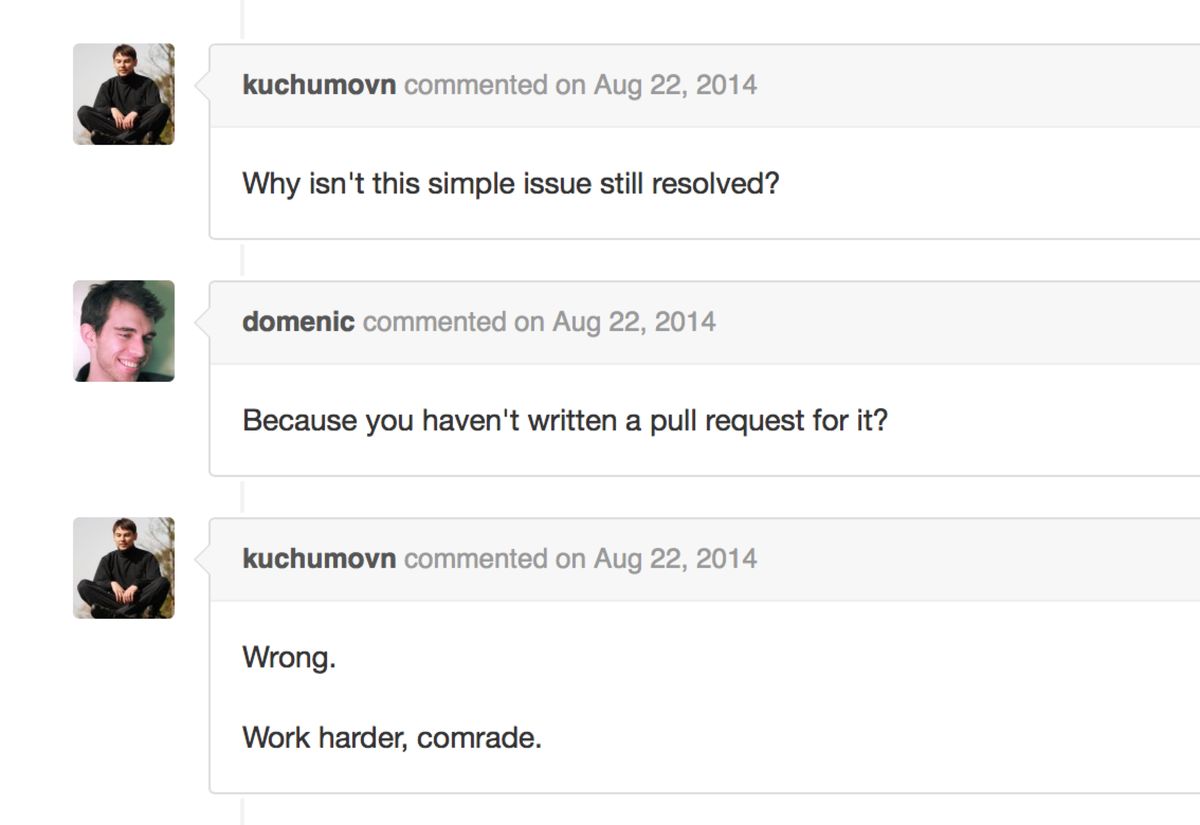 kuchumovn commented on Aug 22, 2014
Why isn't this simple issue still resolved?
domenic commented on Aug 22, 2014
Because you haven't written a pull request for it?
kuchumovn commented on Aug 22, 2014
Wrong.
Work harder, comrade.